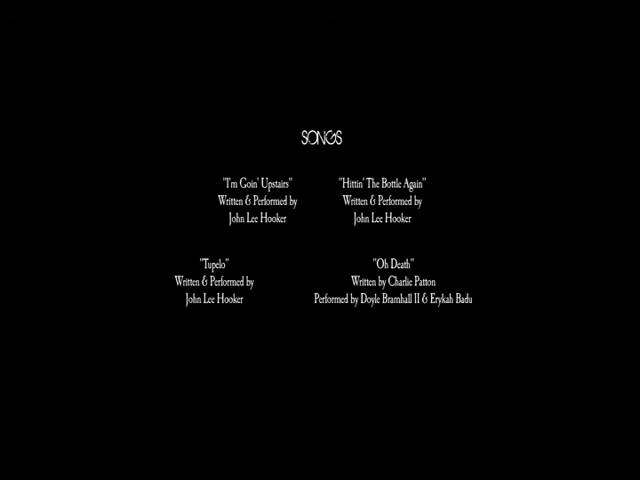 SONGS
"I'm Goin' Upstairs"
Written & Performed by
John Lee Hooker
"Hittin' The Bottle Again"
Written & Performed by
John Lee Hooker
"Tupelo"
Written & Performed by
John Lee Hooker
"Oh Death"
Written by Charlie Patton
Performed by Doyle Bramhall II & Erykah Badu